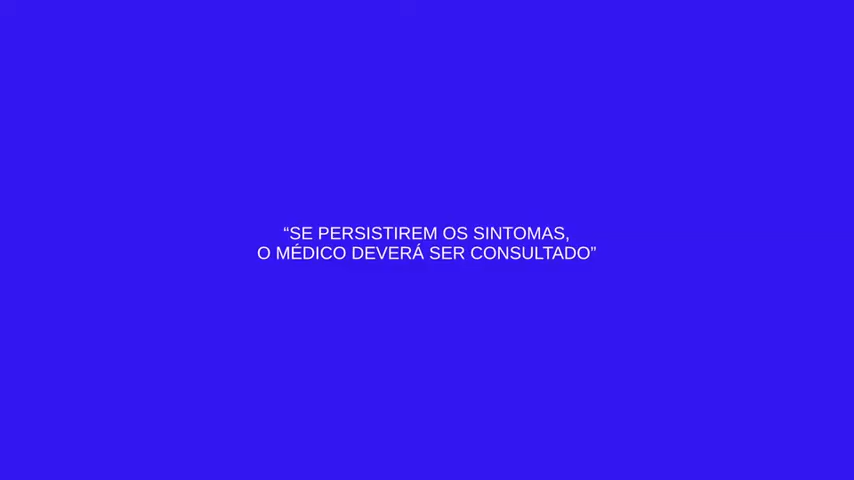 “SE PERSISTIREM OS SINTOMAS,
O MÉDICO DEVERÁ SER CONSULTADO”